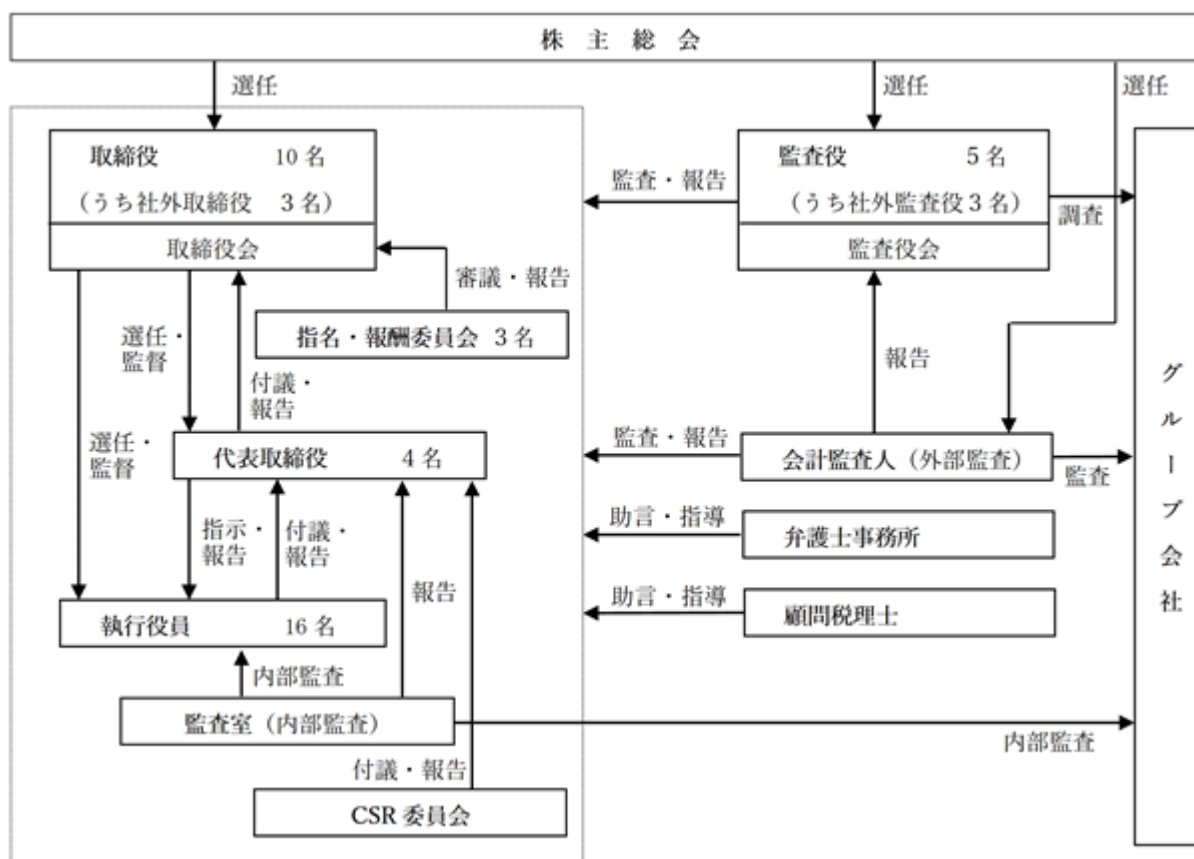 株 主 総 会
選任
選任
選任
取締役 10 名
（うち社外取締役 3 名）
取締役会
監査・報告
監査役 5 名
（うち社外監査役 3 名）
監査役会
調査
審議・報告
指名・報酬委員会 3 名
選任・
監督
付議・
報告
報告
選任・
監督
代表取締役 4 名
監査・報告
会計監査人（外部監査）
監査
指示・
報告
付議・
報告
報告
助言・指導
弁護士事務所
助言・指導
顧問税理士
執行役員 16 名
内部監査
監査室（内部監査）
内部監査
付議・報告
CSR 委員会
グループ会社